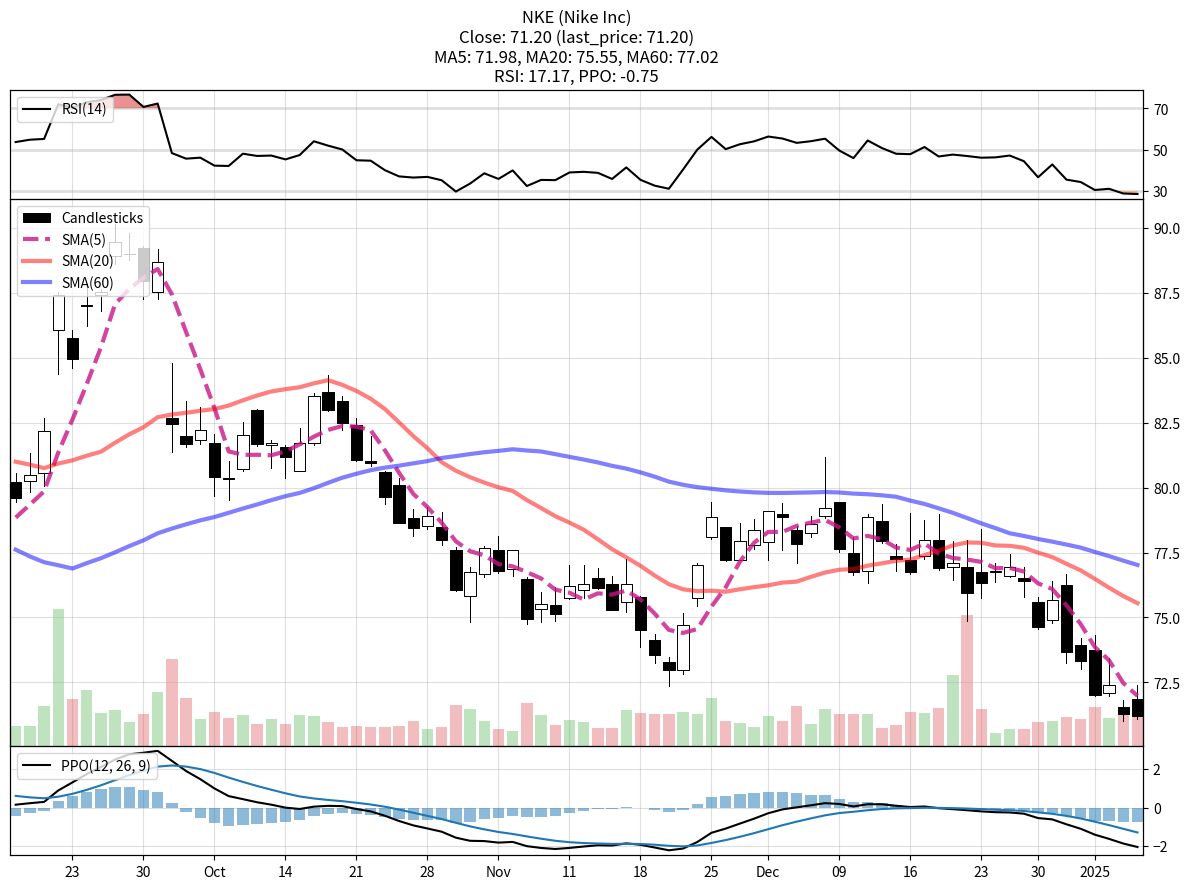 NKE (Nike Inc)
Close: 71.20 (last_price: 71.20)
MA5: 71.98, MA20: 75.55, MA60: 77.02
RSI: 17.17, PPO: -0.75
RSI(14)
70
50
30
Candlesticks
SMA(5)
SMA(20)
SMA(60)
90.0
87.5
85.0
82.5
80.0
77.5
75.0
72.5
PPO(12, 26, 9)
2
0
−2
23 30 Oct 14 21 28 Nov 11 18 25 Dec 09 16 23 30 2025